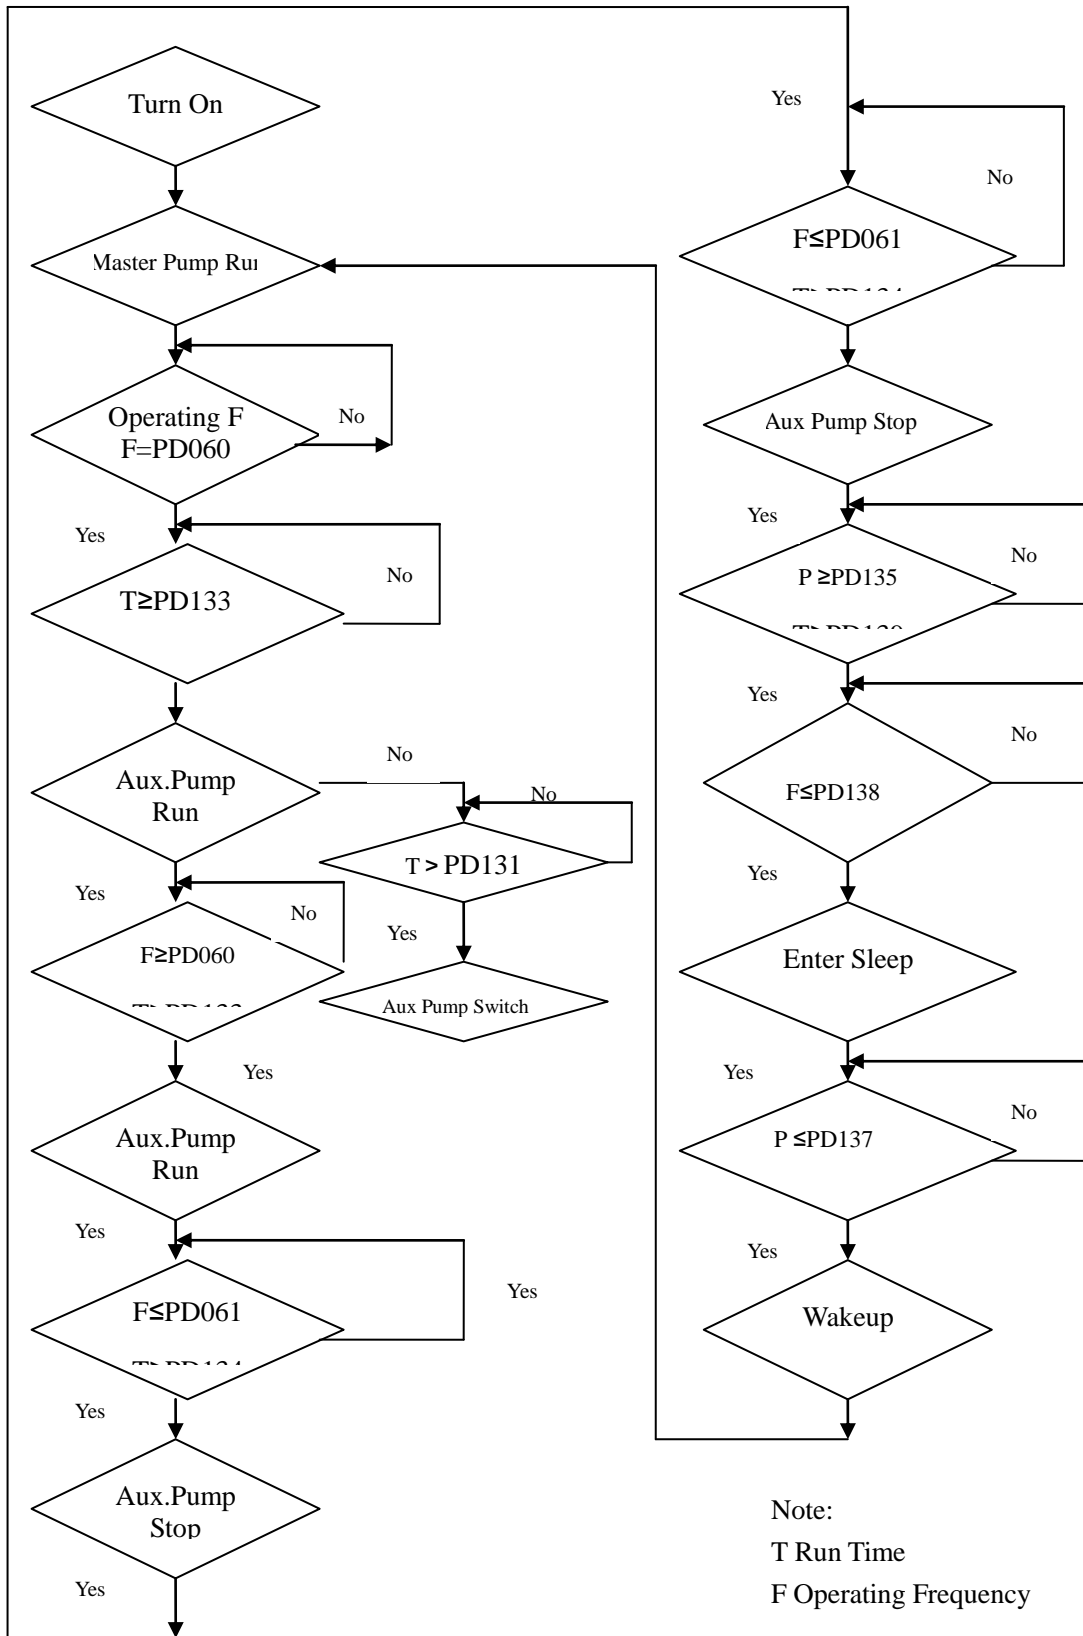 Turn On
Master Pump Run
Operating F
F=PD060
No
Yes
T≥PD133
No
Aux.Pump
Run
No
No
T > PD131
Yes
Aux Pump Switch
Yes
No
F≥PD060
Yes
Aux.Pump
Run
Yes
F≤PD061
Yes
Yes
Aux.Pump
Stop
Yes
Yes
No
F≤PD061
Aux Pump Stop
Yes
No
P ≥PD135
Yes
No
F≤PD138
Yes
Enter Sleep
Yes
No
P ≤PD137
Yes
Wakeup
Note:
T Run Time
F Operating Frequency